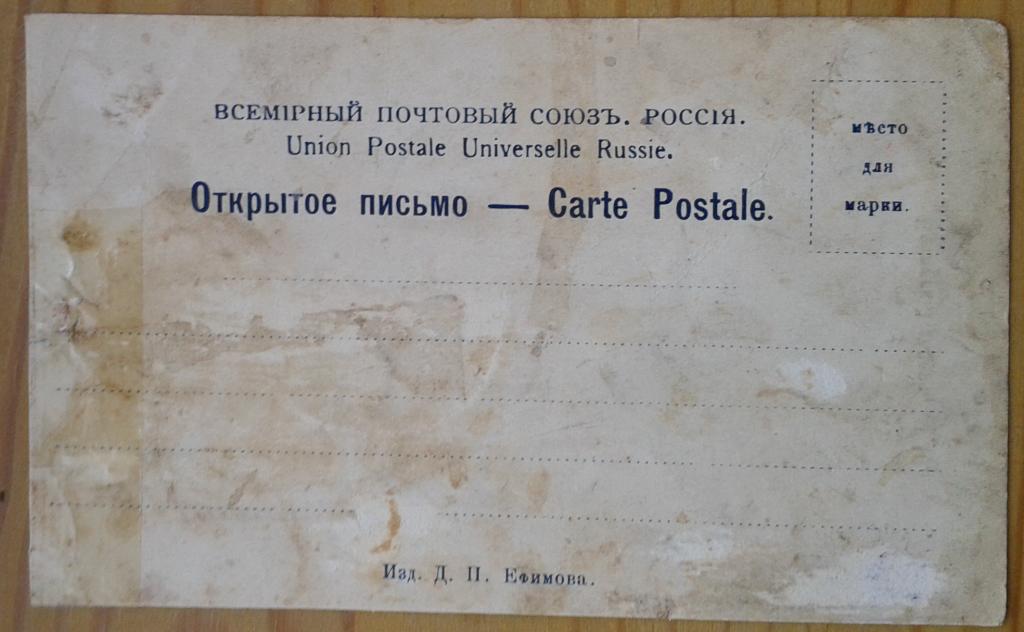 ВСЕМІРНЫЙ ПОЧТОВЫЙ СОЮЗЪ. РОССІЯ.
Union Postale Universelle Russie.
Открытое письмо — Carte Postale.
мѣсто
для
марки.
Изд. Д. П. Ефимова.